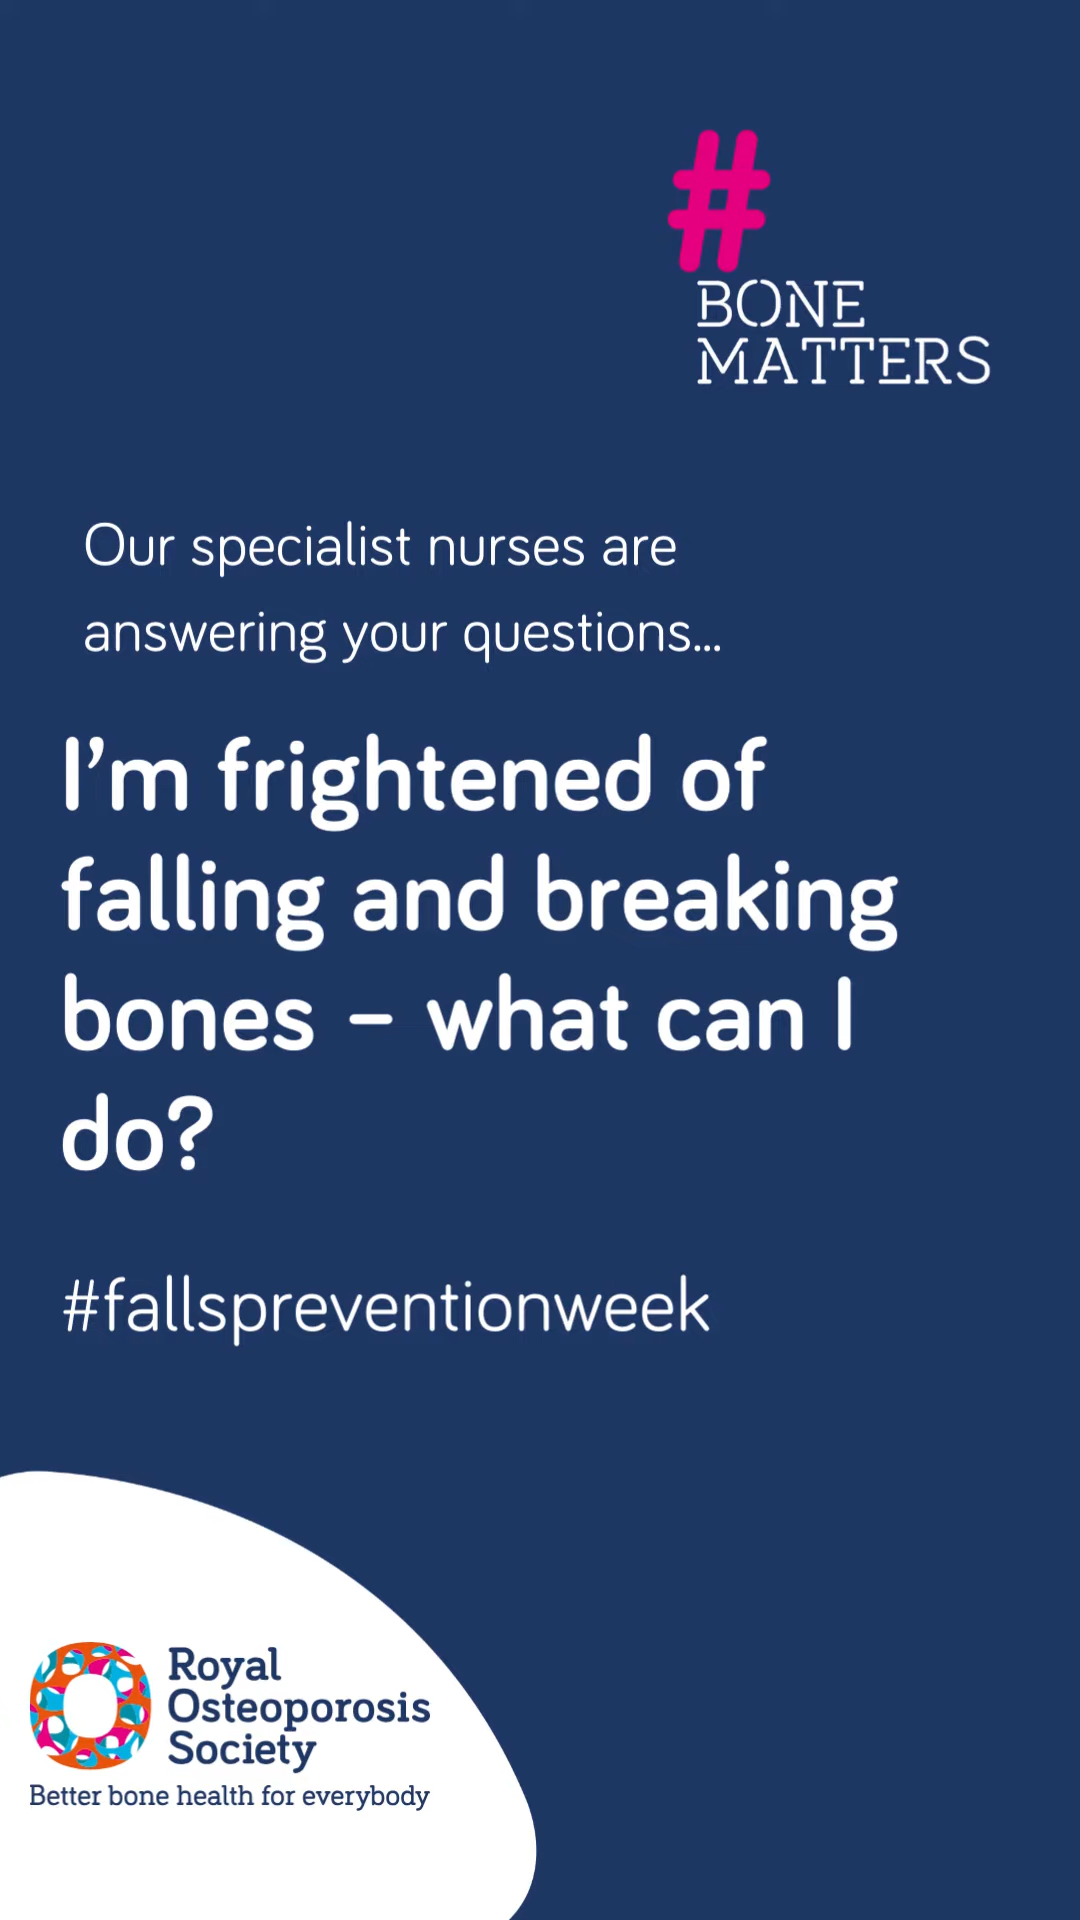 #
BONE
MATTERS
Our specialist nurses are
answering your questions...
I’m frightened of
falling and breaking
bones – what can I
do?
#fallspreventionweek
Royal
Osteoporosis
Society
Better bone health for everybody